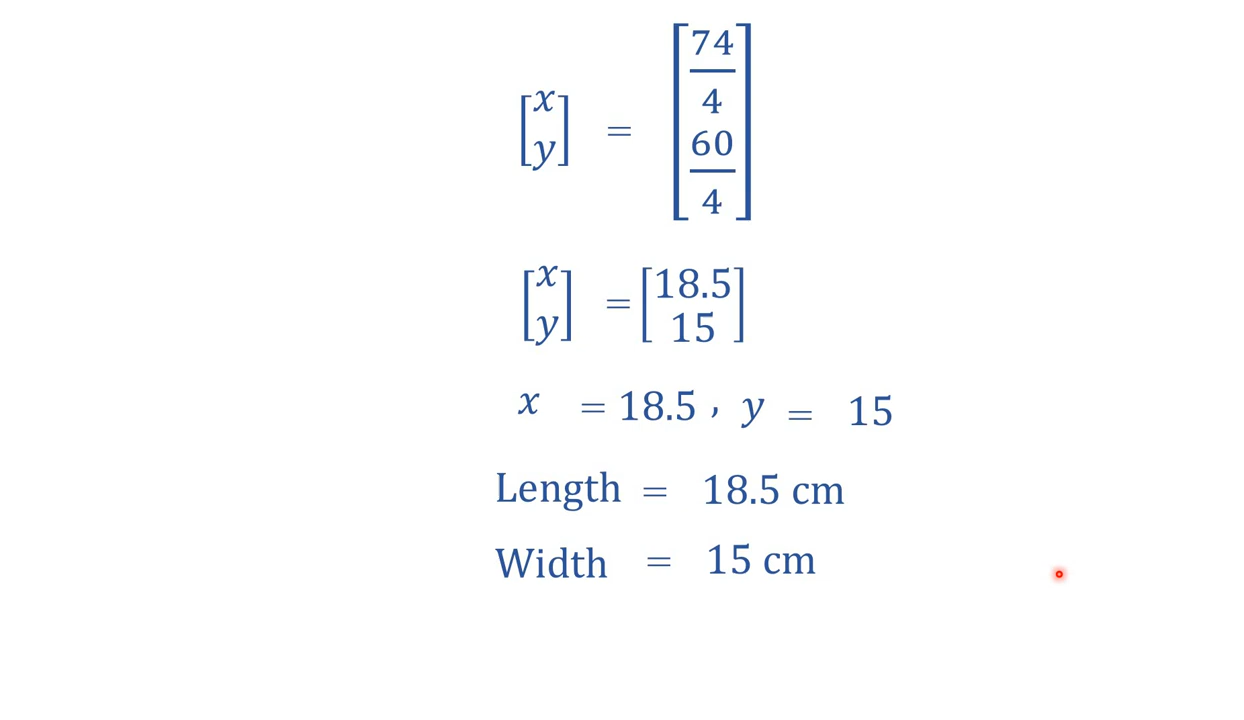 [x y] = [74/4 60/4]
[x y] = [18.5 15]
x = 18.5 , y = 15
Length = 18.5 cm
Width = 15 cm